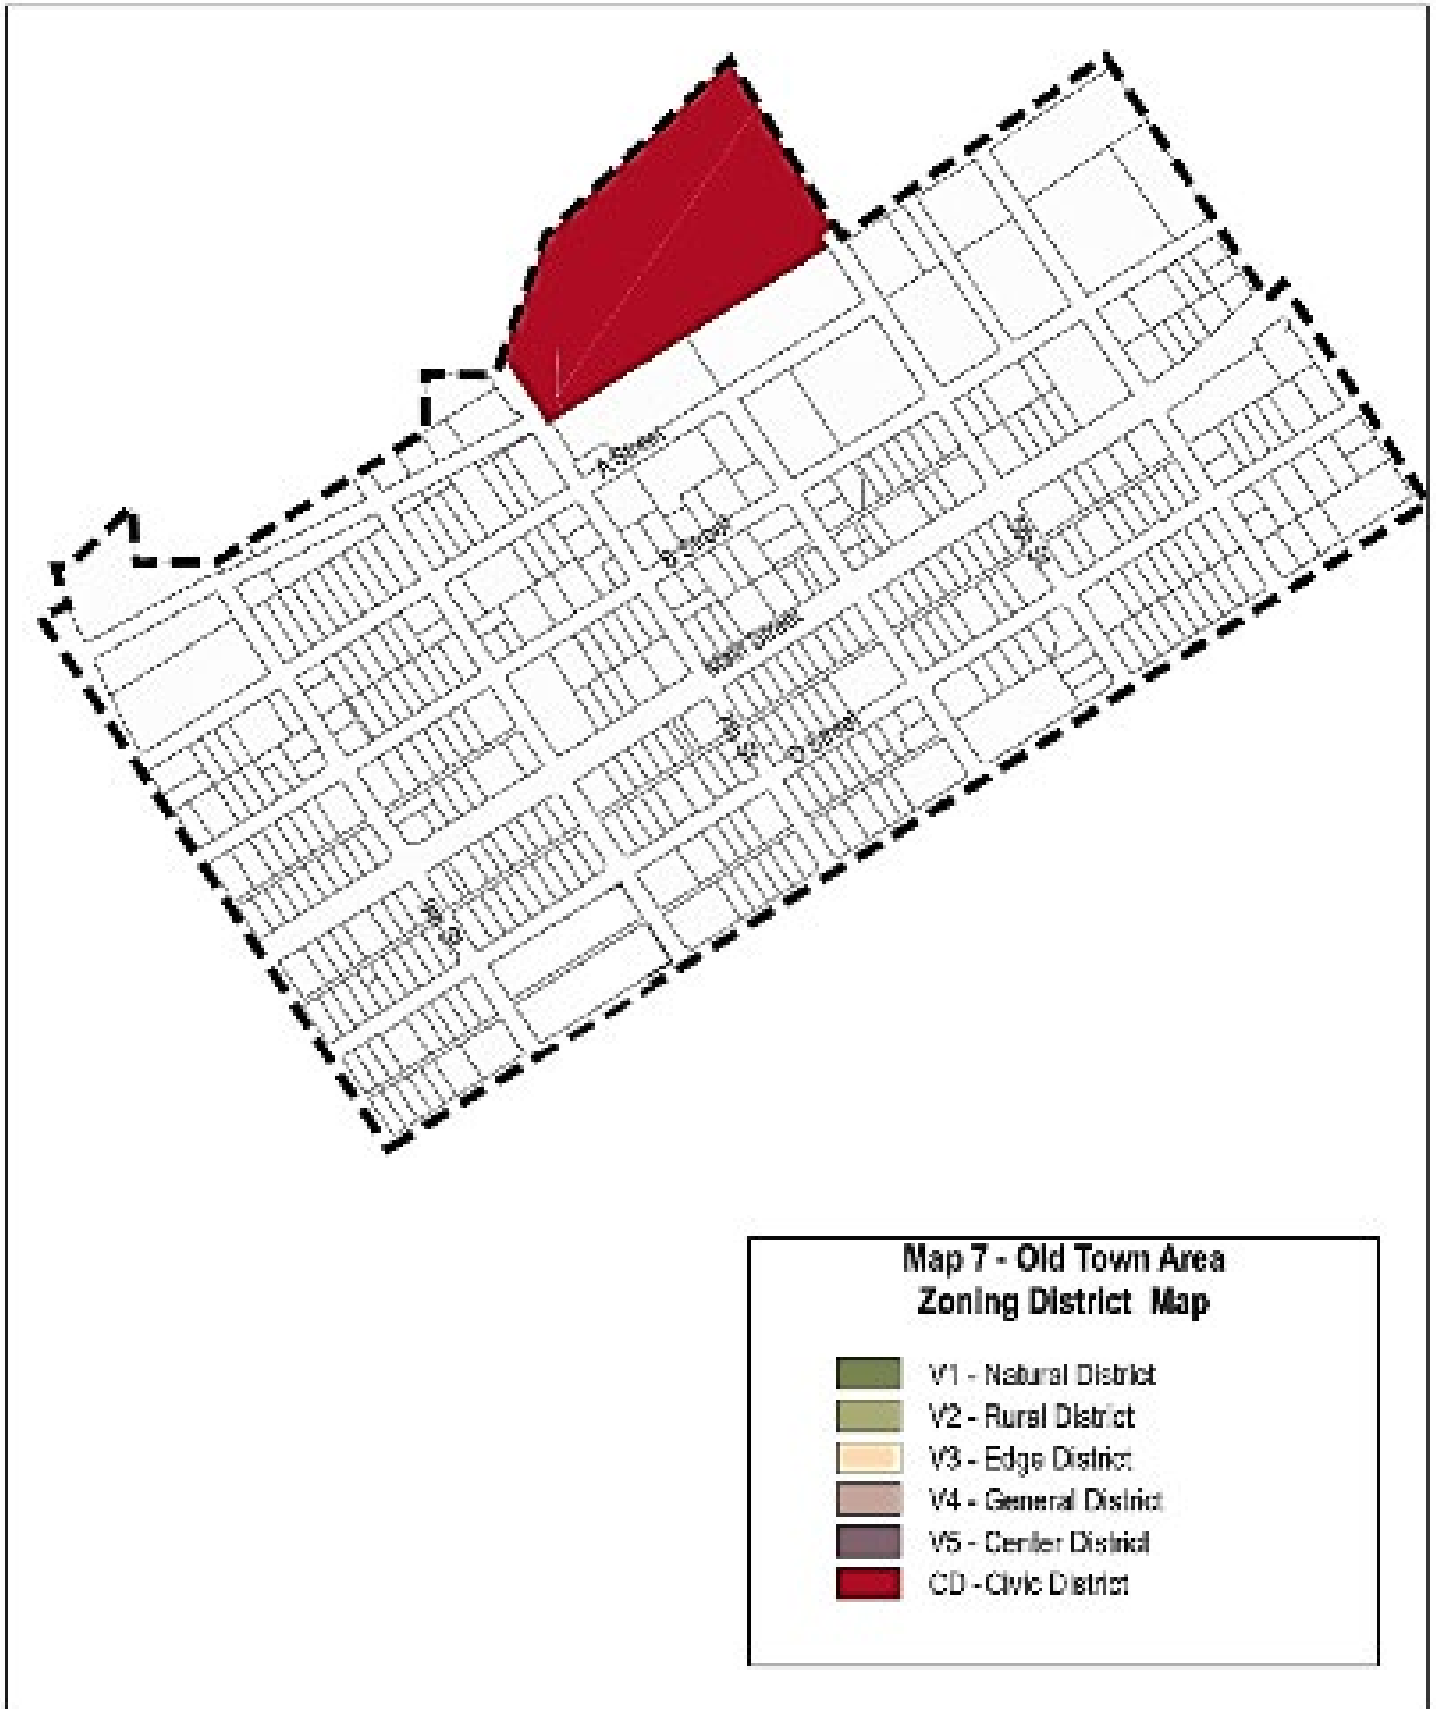 A Street
B Street
Main Street
D Street
Map 7 - Old Town Area
Zoning District Map
V1 - Natural District
V2 - Rural District
V3 - Edge District
V4 - General District
V5 - Center District
CD - Civic District